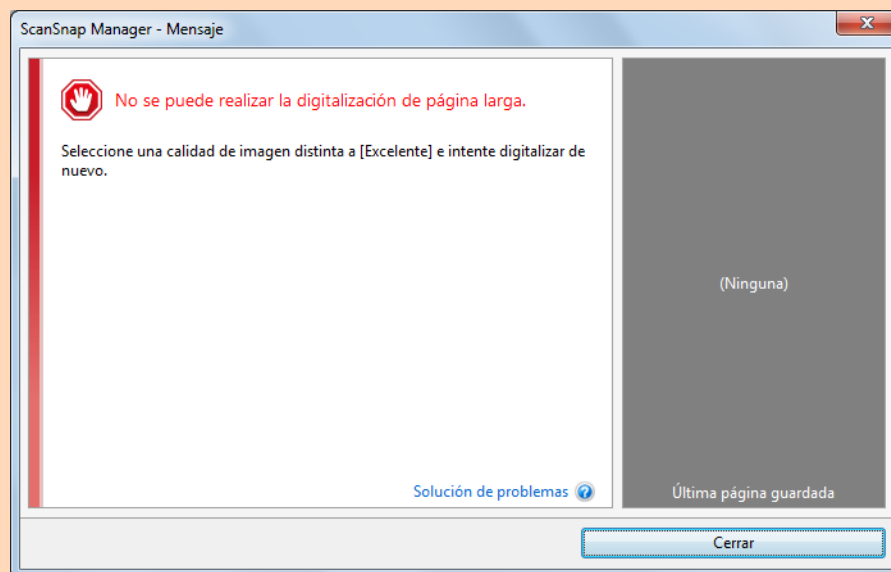 ScanSnap Manager - Mensaje
No se puede realizar la digitalización de página larga.
Seleccione una calidad de imagen distinta a [Excelente] e intente digitalizar de
nuevo.
(Ninguna)
Solución de problemas
Última página guardada
Cerrar